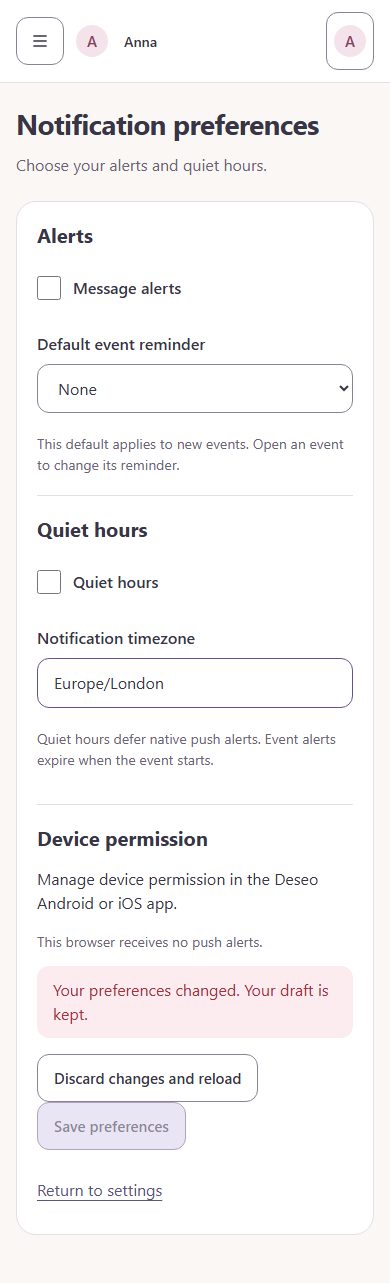 A
Anna
A
Notification preferences
Choose your alerts and quiet hours.
Alerts
Message alerts
Default event reminder
None
This default applies to new events. Open an event
to change its reminder.
Quiet hours
Quiet hours
Notification timezone
Europe/London
Quiet hours defer native push alerts. Event alerts
expire when the event starts.
Device permission
Manage device permission in the Deseo
Android or iOS app.
This browser receives no push alerts.
Your preferences changed. Your draft is
kept.
Discard changes and reload
Save preferences
Return to settings